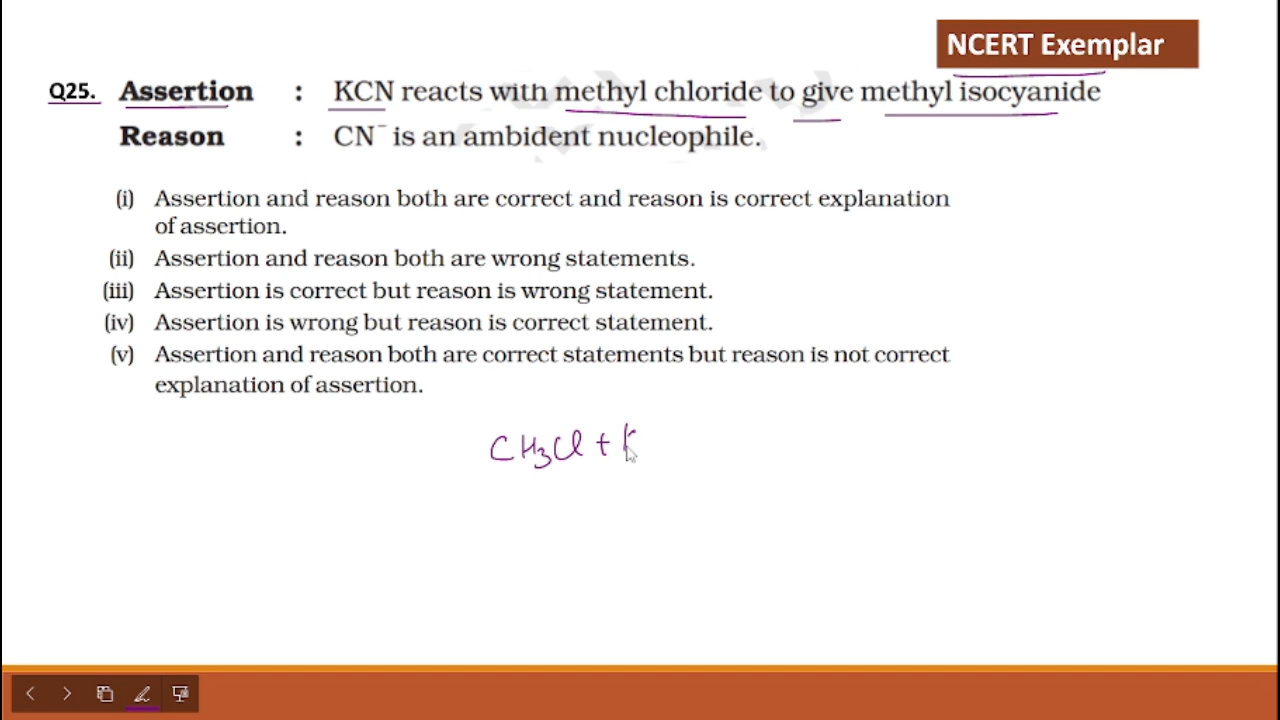 NCERT Exemplar
Q25. Assertion : KCN reacts with methyl chloride to give methyl isocyanide
Reason : CN⁻ is an ambident nucleophile.
(i) Assertion and reason both are correct and reason is correct explanation
of assertion.
(ii) Assertion and reason both are wrong statements.
(iii) Assertion is correct but reason is wrong statement.
(iv) Assertion is wrong but reason is correct statement.
(v) Assertion and reason both are correct statements but reason is not correct
explanation of assertion.
CH₃Cl +